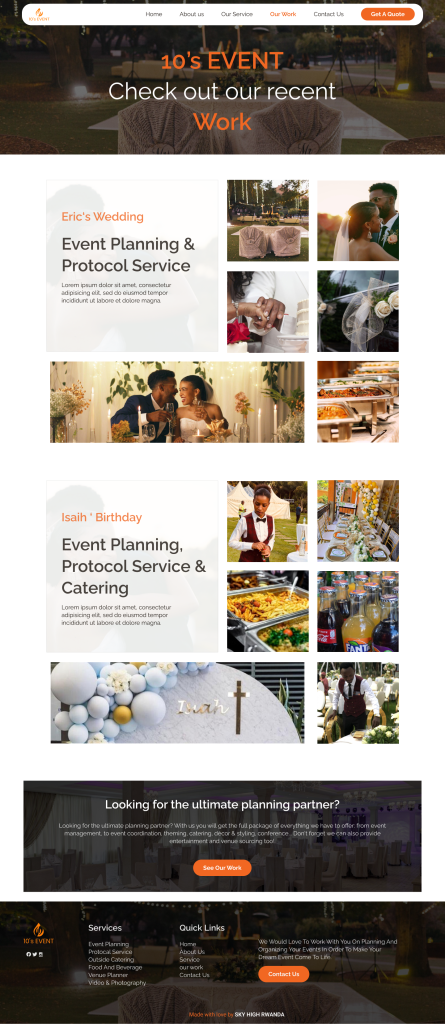 10's EVENT
Home
About us
Our Service
Our Work
Contact Us
Get A Quote
10's EVENT
Check out our recent
Work
Eric's Wedding
Event Planning &
Protocol Service
Lorem ipsum dolor sit amet, consectetur
adipisicing elit, sed do eiusmod tempor
incididunt ut labore et dolore magna.
Isaih ' Birthday
Event Planning,
Protocol Service &
Catering
Lorem ipsum dolor sit amet, consectetur
adipisicing elit, sed do eiusmod tempor
incididunt ut labore et dolore magna.
FANTA
Looking for the ultimate planning partner?
Looking for the ultimate planning partner? With us you will get the full package of everything we have to offer: from event
management, to event coordination, theming, catering, decor & styling, conference... Don't forget we can also provide
entertainment and venue sourcing too!
See Our Work
10's EVENT
Services
Event Planning
Protocal Service
Outside Catering
Food And Beverage
Venue Planner
Video & Photography
Quick Links
Home
About Us
Service
our work
Contact Us
We Would Love To Work With You On Planning And
Organizing Your Events In Order To Make Your
Dream Event Come To Life.
Contact Us
Made with love by SKY HIGH RWANDA